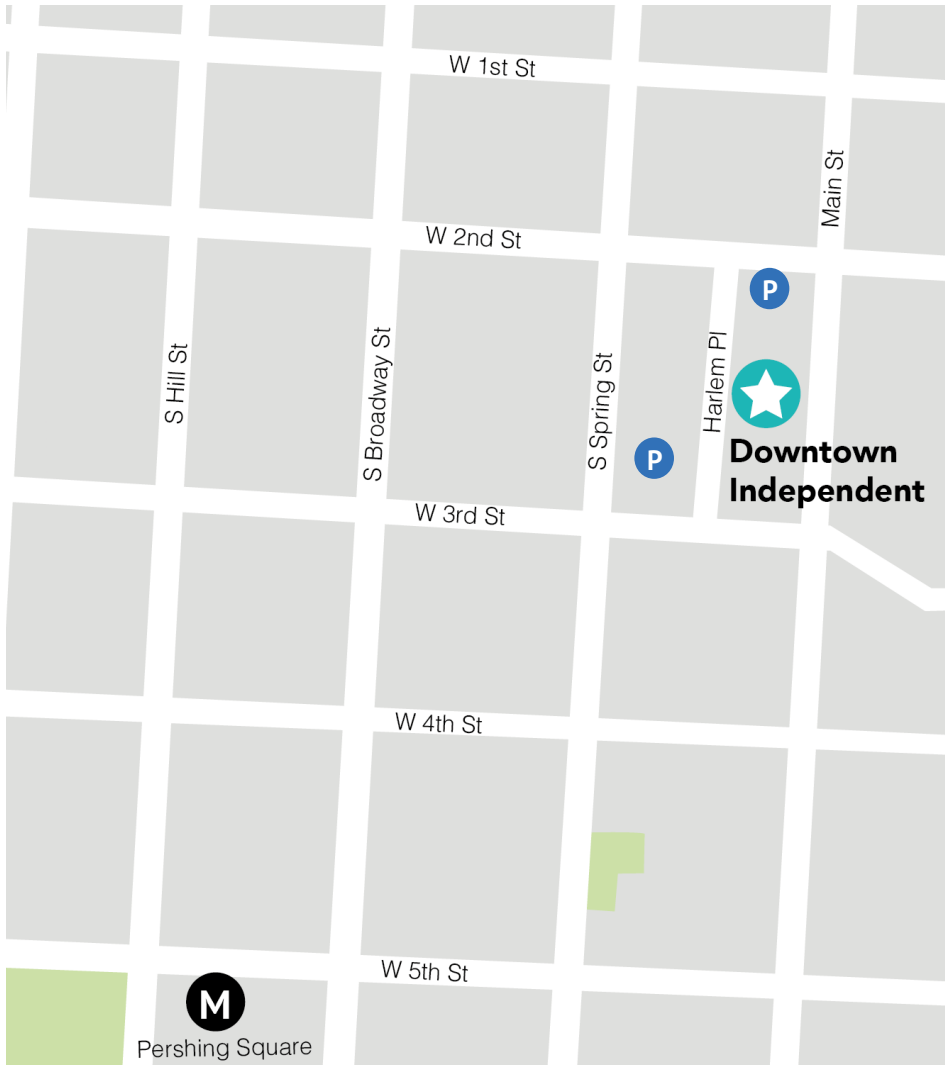 W 1st St
Main St
W 2nd St
P
S Hill St
S Broadway St
S Spring St
Harlem Pl
P
Downtown
Independent
W 3rd St
W 4th St
W 5th St
M
Pershing Square